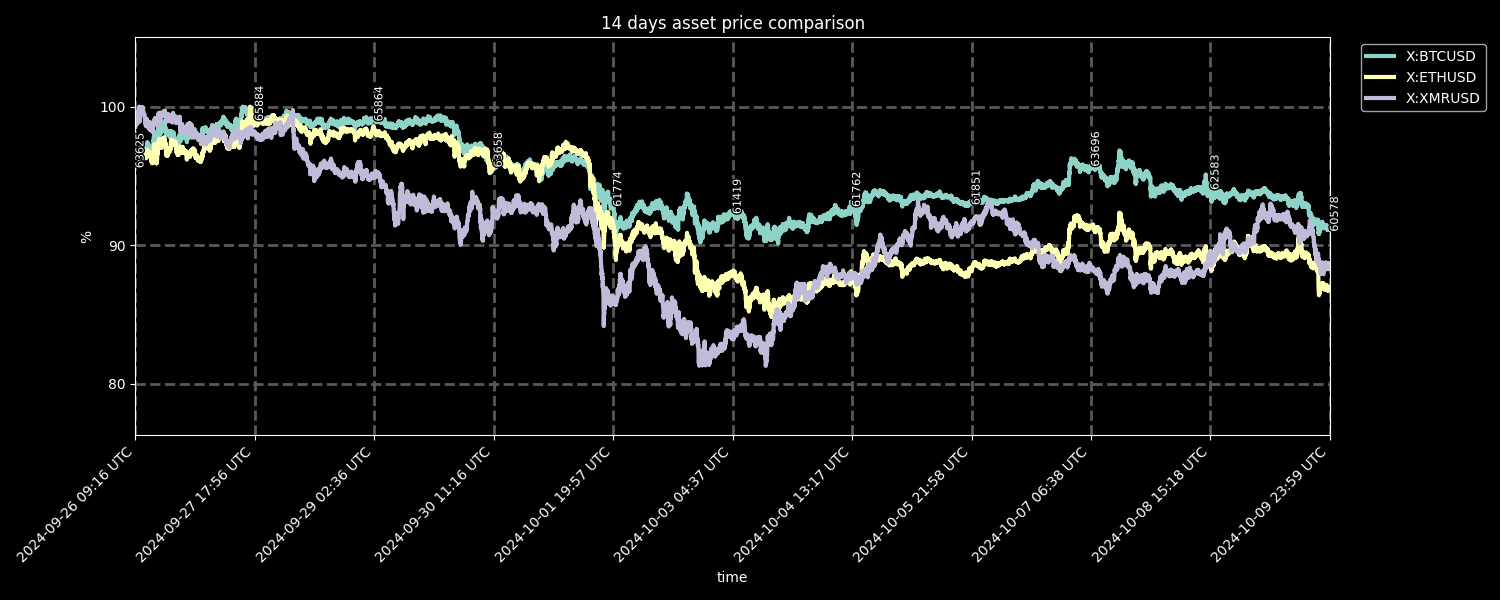 14 days asset price comparison
X:BTCUSD
X:ETHUSD
X:XMRUSD
100
90
80
%
63625
65884
65864
63658
61774
61419
61762
61851
63696
62583
60578
2024-09-26 09:16 UTC
2024-09-27 17:56 UTC
2024-09-29 02:36 UTC
2024-09-30 11:16 UTC
2024-10-01 19:57 UTC
2024-10-03 04:37 UTC
2024-10-04 13:17 UTC
2024-10-05 21:58 UTC
2024-10-07 06:38 UTC
2024-10-08 15:18 UTC
2024-10-09 23:59 UTC
time